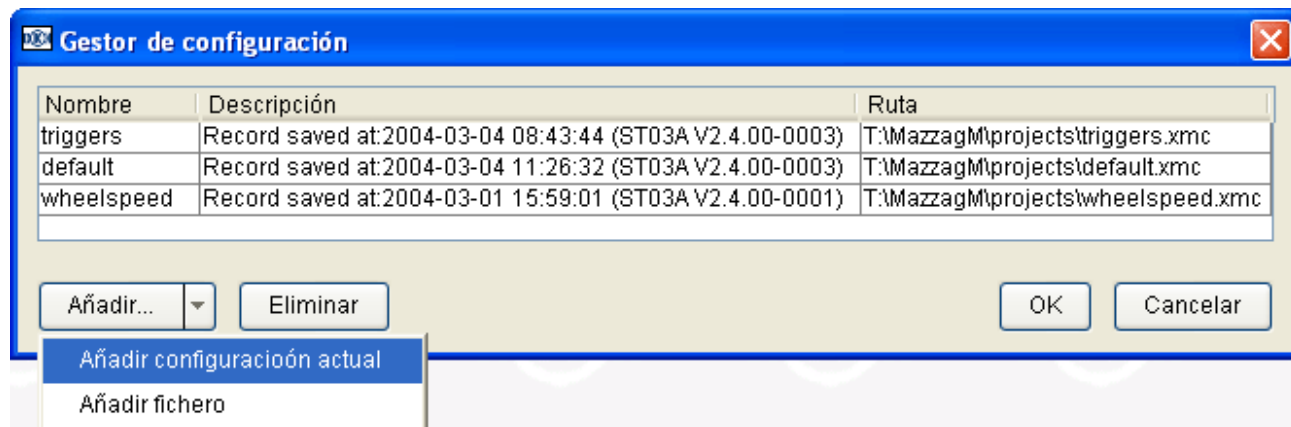 Gestor de configuración
Nombre Descripción Ruta
triggers Record saved at:2004-03-04 08:43:44 (ST03A V2.4.00-0003) T:\MazzagM\projects\triggers.xmc
default Record saved at:2004-03-04 11:26:32 (ST03A V2.4.00-0003) T:\MazzagM\projects\default.xmc
wheelspeed Record saved at:2004-03-01 15:59:01 (ST03A V2.4.00-0001) T:\MazzagM\projects\wheelspeed.xmc
Añadir... Eliminar OK Cancelar
Añadir configuracioón actual
Añadir fichero